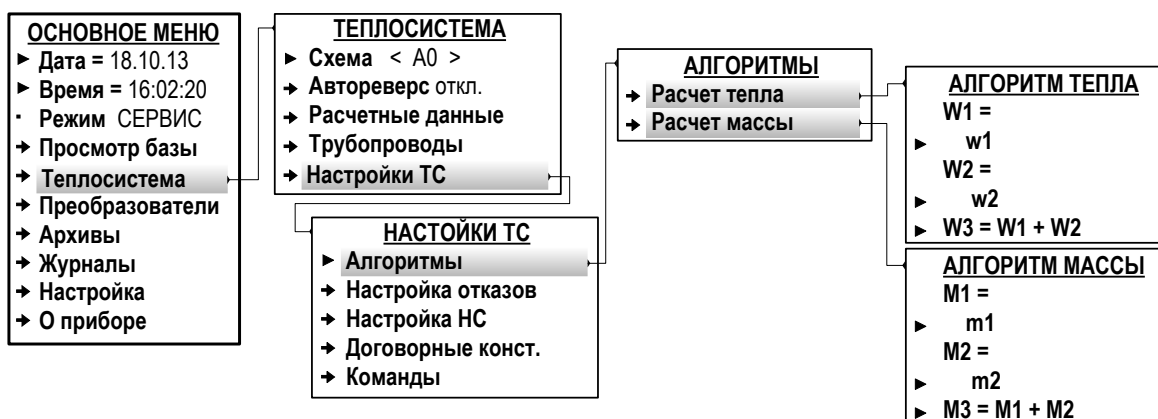 ОСНОВНОЕ МЕНЮ
► Дата = 18.10.13
► Время = 16:02:20
▪ Режим СЕРВИС
➔ Просмотр базы
➔ Теплосистема
➔ Преобразователи
➔ Архивы
➔ Журналы
➔ Настройка
➔ О приборе
ТЕПЛОСИСТЕМА
► Схема < А0 >
➔ Автореверс откл.
➔ Расчетные данные
➔ Трубопроводы
➔ Настройки ТС
НАСТОЙКИ ТС
► Алгоритмы
➔ Настройка отказов
➔ Настройка НС
➔ Договорные конст.
➔ Команды
АЛГОРИТМЫ
➔ Расчет тепла
➔ Расчет массы
АЛГОРИТМ ТЕПЛА
W1 =
► w1
W2 =
► w2
► W3 = W1 + W2
АЛГОРИТМ МАССЫ
M1 =
► m1
M2 =
► m2
► M3 = M1 + M2